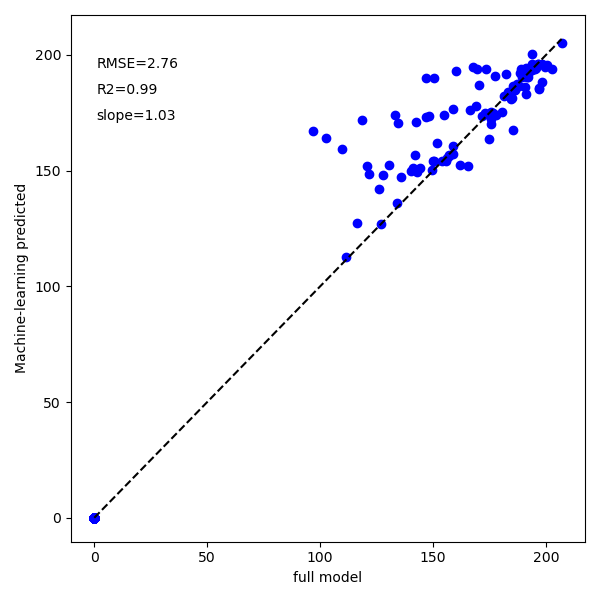 RMSE=2.76
R2=0.99
slope=1.03
Machine-learning predicted
200
150
100
50
0
0 50 100 150 200
full model